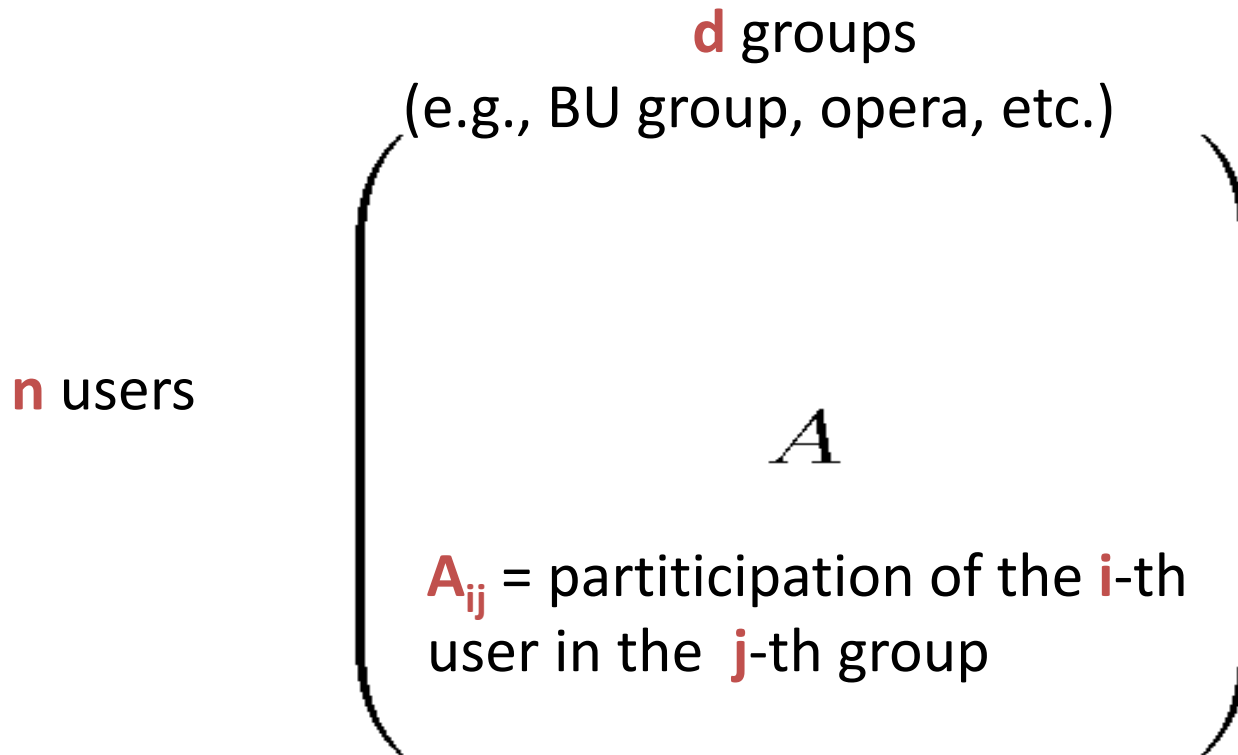 d groups
(e.g., BU group, opera, etc.)
n users
A
Aij = partiticipation of the i-th
user in the j-th group